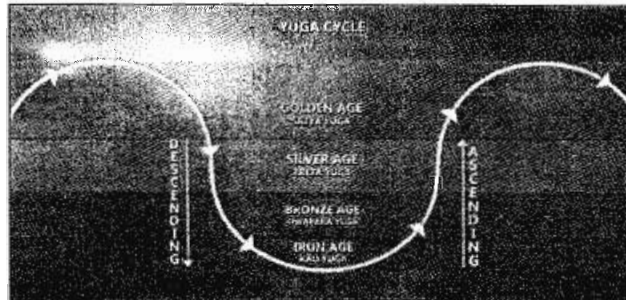 YUGA CYCLE
GOLDEN AGE
SATYA YUGA
SILVER AGE
TRETA YUGA
BRONZE AGE
DWAPARA YUGA
IRON AGE
KALI YUGA
DESCENDING
ASCENDING